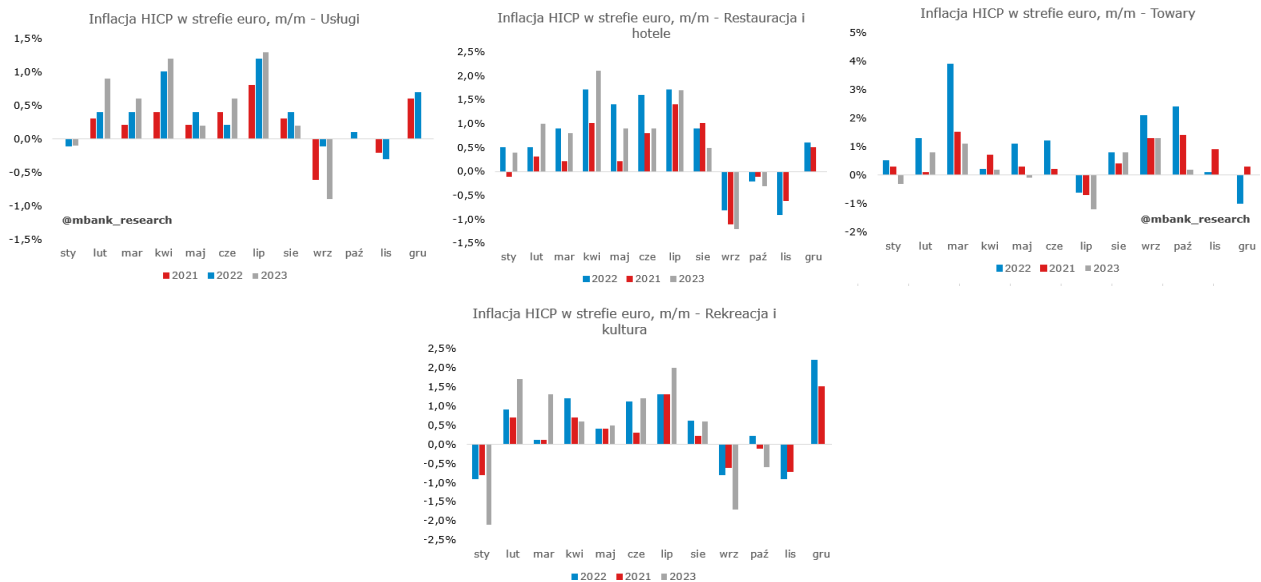 Inflacja HICP w strefie euro, m/m - Usługi
1,5%
1,0%
0,5%
0,0%
-0,5%
-1,0%
-1,5%
@mbank_research
sty lut mar kwi maj cze lip sie wrz paź lis gru
2021 2022 2023
Inflacja HICP w strefie euro, m/m - Restauracja i
hotele
2,5%
2,0%
1,5%
1,0%
0,5%
0,0%
-0,5%
-1,0%
-1,5%
sty lut mar kwi maj cze lip sie wrz paź lis gru
2022 2021 2023
Inflacja HICP w strefie euro, m/m - Towary
5%
4%
3%
2%
1%
0%
-1%
-2%
@mbank_research
sty lut mar kwi maj cze lip sie wrz paź lis gru
2022 2021 2023
Inflacja HICP w strefie euro, m/m - Rekreacja i
kultura
2,5%
2,0%
1,5%
1,0%
0,5%
0,0%
-0,5%
-1,0%
-1,5%
-2,0%
-2,5%
sty lut mar kwi maj cze lip sie wrz paź lis gru
2022 2021 2023